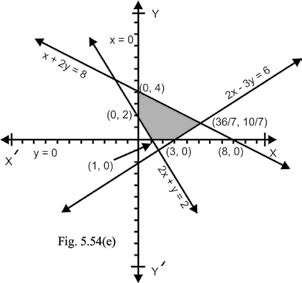 Y
x = 0
x + 2y = 8
2x - 3y = 6
(0, 4)
(0, 2)
(36/7, 10/7)
X′
y = 0
(3, 0)
(8, 0)
X
(1, 0)
2x + y = 2
Fig. 5.54(e)
Y′